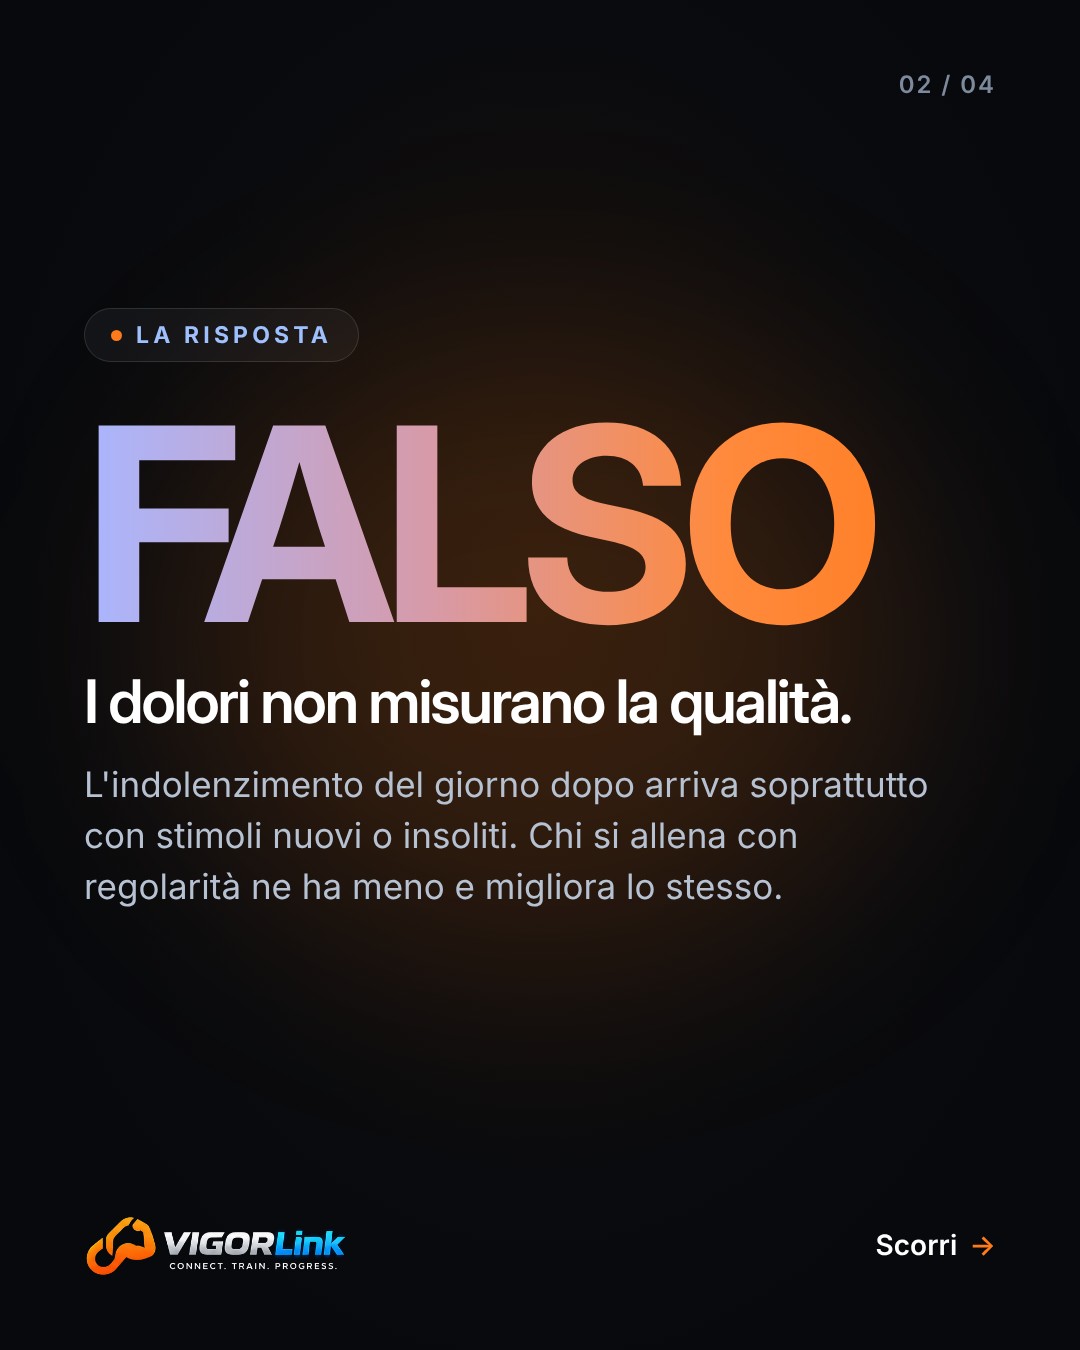 02 / 04
LA RISPOSTA
FALSO
I dolori non misurano la qualità.
L'indolenzimento del giorno dopo arriva soprattutto
con stimoli nuovi o insoliti. Chi si allena con
regolarità ne ha meno e migliora lo stesso.
VIGORLink
CONNECT. TRAIN. PROGRESS.
Scorri →